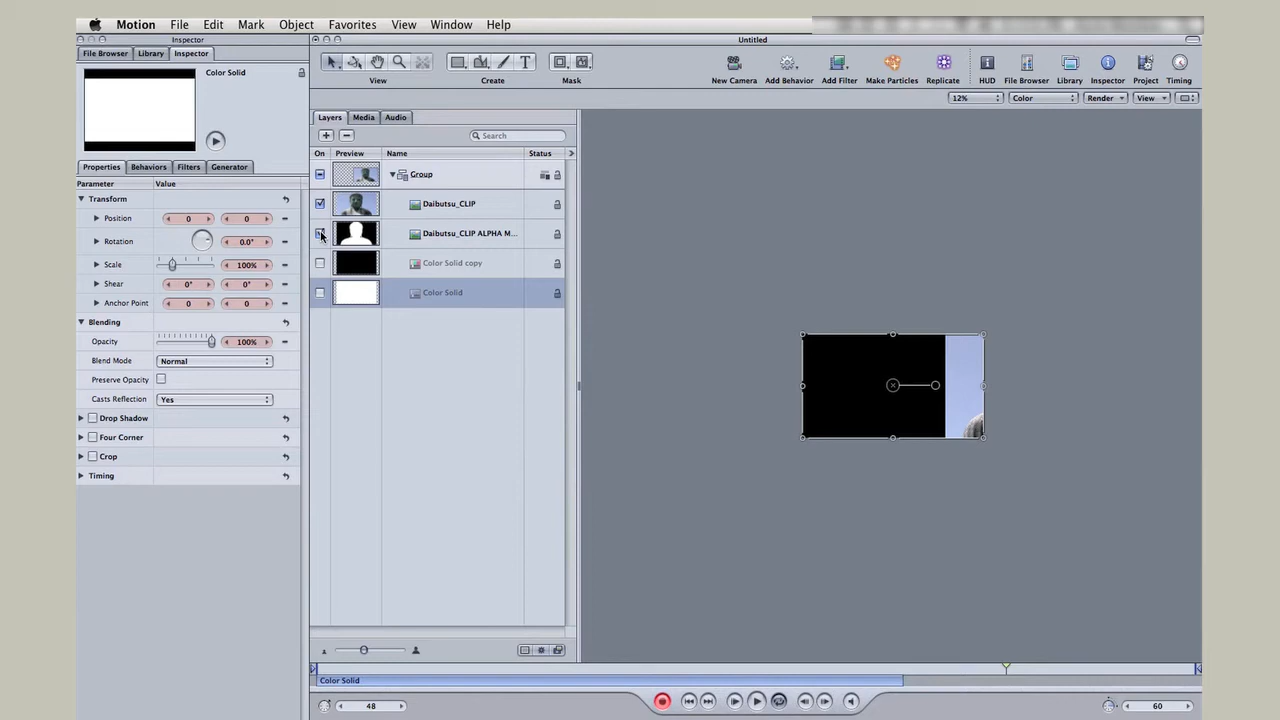 Motion File Edit Mark Object Favorites View Window Help
Inspector
Untitled
File Browser Library Inspector
Color Solid
View Create Mask
New Camera Add Behavior Add Filter Make Particles Replicate HUD File Browser Library Inspector Project Timing
12% Color Render View
Layers Media Audio
Search
On Preview Name Status
Group
Daibutsu_CLIP
Daibutsu_CLIP ALPHA M...
Color Solid copy
Color Solid
Properties Behaviors Filters Generator
Parameter Value
Transform
Position 0 0
Rotation 0.0°
Scale 100%
Shear 0° 0°
Anchor Point 0 0
Blending
Opacity 100%
Blend Mode Normal
Preserve Opacity
Casts Reflection Yes
Drop Shadow
Four Corner
Crop
Timing
Color Solid
48 60